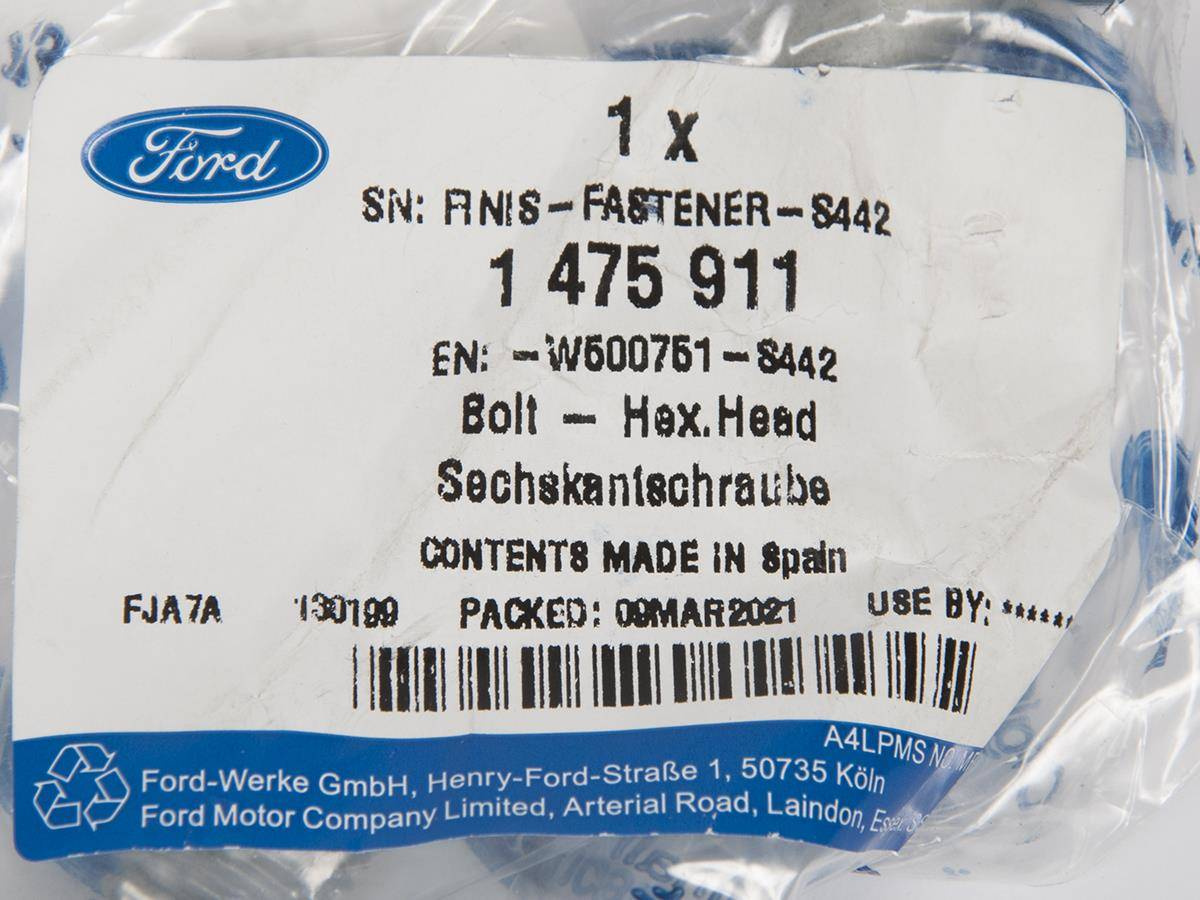 Ford
1 x
SN: FINIS-FASTENER-S442
1 475 911
EN: -W500751-S442
Bolt - Hex.Head
Sechskantschraube
CONTENTS MADE IN Spain
FJA7A 130199 PACKED: 09MAR2021 USE BY: ******
A4LPMS NO.
Ford-Werke GmbH, Henry-Ford-Straße 1, 50735 Köln
Ford Motor Company Limited, Arterial Road, Laindon, Essex